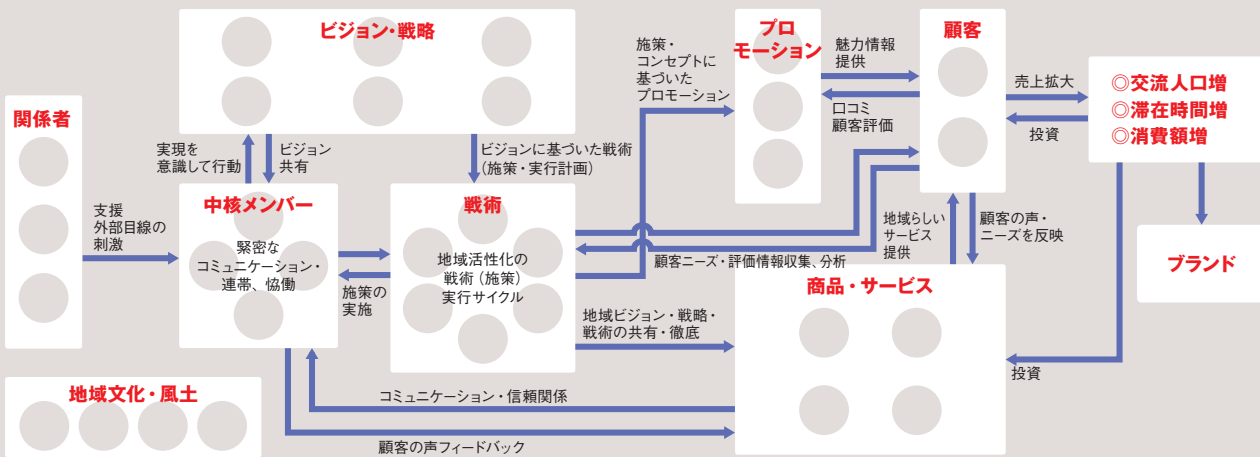 ビジョン・戦略
プロ
モーション
顧客
関係者
施策・
コンセプトに
基づいた
プロモーション
魅力情報
提供
口コミ
顧客評価
売上拡大
投資
◎交流人口増
◎滞在時間増
◎消費額増
実現を
意識して行動
ビジョン
共有
ビジョンに基づいた戦術
(施策・実行計画)
支援
外部目線の
刺激
中核メンバー
緊密な
コミュニケーション・
連帯、恊働
施策の
実施
戦術
地域活性化の
戦術(施策)
実行サイクル
顧客ニーズ・評価情報収集、分析
地域らしい
サービス
提供
顧客の声・
ニーズを反映
ブランド
商品・サービス
地域ビジョン・戦略・
戦術の共有・徹底
投資
地域文化・風土
コミュニケーション・信頼関係
顧客の声フィードバック